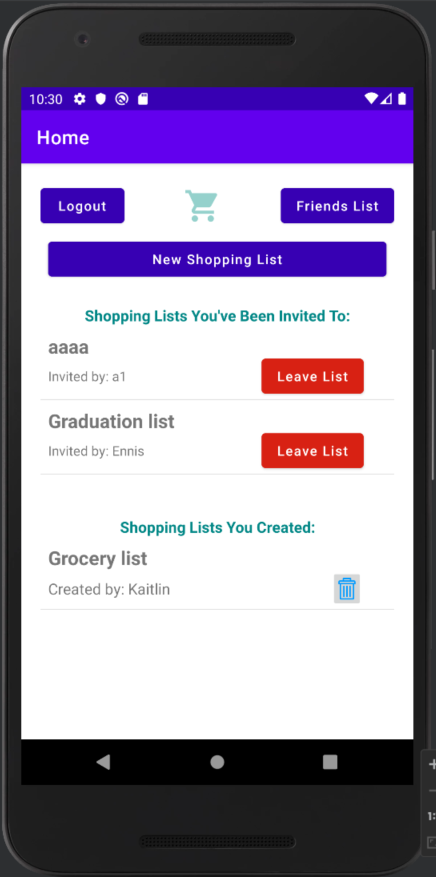 10:30
Home
Logout
Friends List
New Shopping List
Shopping Lists You've Been Invited To:
aaaa
Invited by: a1
Leave List
Graduation list
Invited by: Ennis
Leave List
Shopping Lists You Created:
Grocery list
Created by: Kaitlin
1: